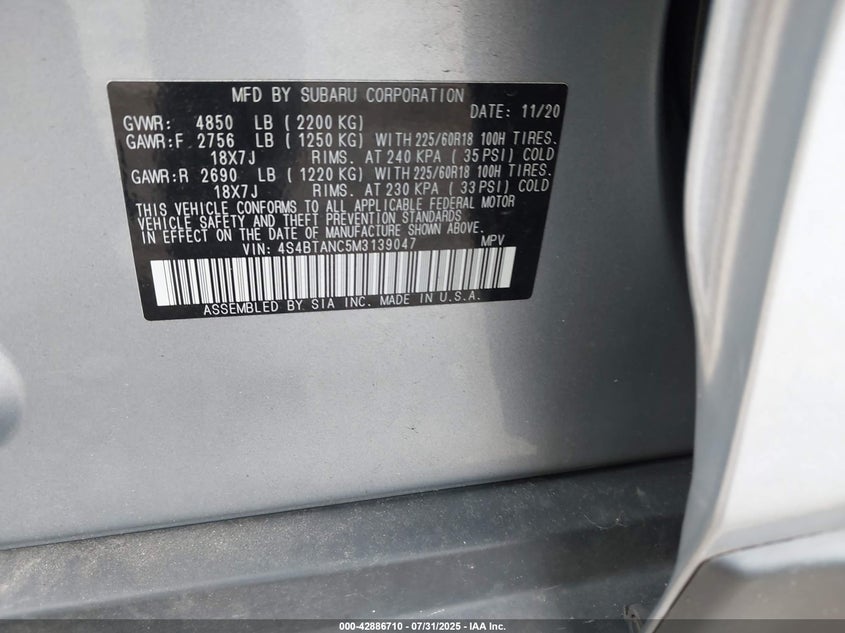 MFD BY SUBARU CORPORATION
DATE: 11/20
GVWR: 4850 LB ( 2200 KG)
GAWR:F 2756 LB ( 1250 KG) WITH 225/60R18 100H TIRES.
18X7J RIMS. AT 240 KPA ( 35 PSI) COLD
GAWR:R 2690 LB ( 1220 KG) WITH 225/60R18 100H TIRES.
18X7J RIMS. AT 230 KPA ( 33 PSI) COLD
THIS VEHICLE CONFORMS TO ALL APPLICABLE FEDERAL MOTOR
VEHICLE SAFETY AND THEFT PREVENTION STANDARDS
IN EFFECT ON THE DATE OF MANUFACTURE SHOWN ABOVE.
VIN: 4S4BTANC5M3139047 MPV
ASSEMBLED BY SIA INC. MADE IN U.S.A.
000-42886710 - 07/31/2025 - IAA Inc.